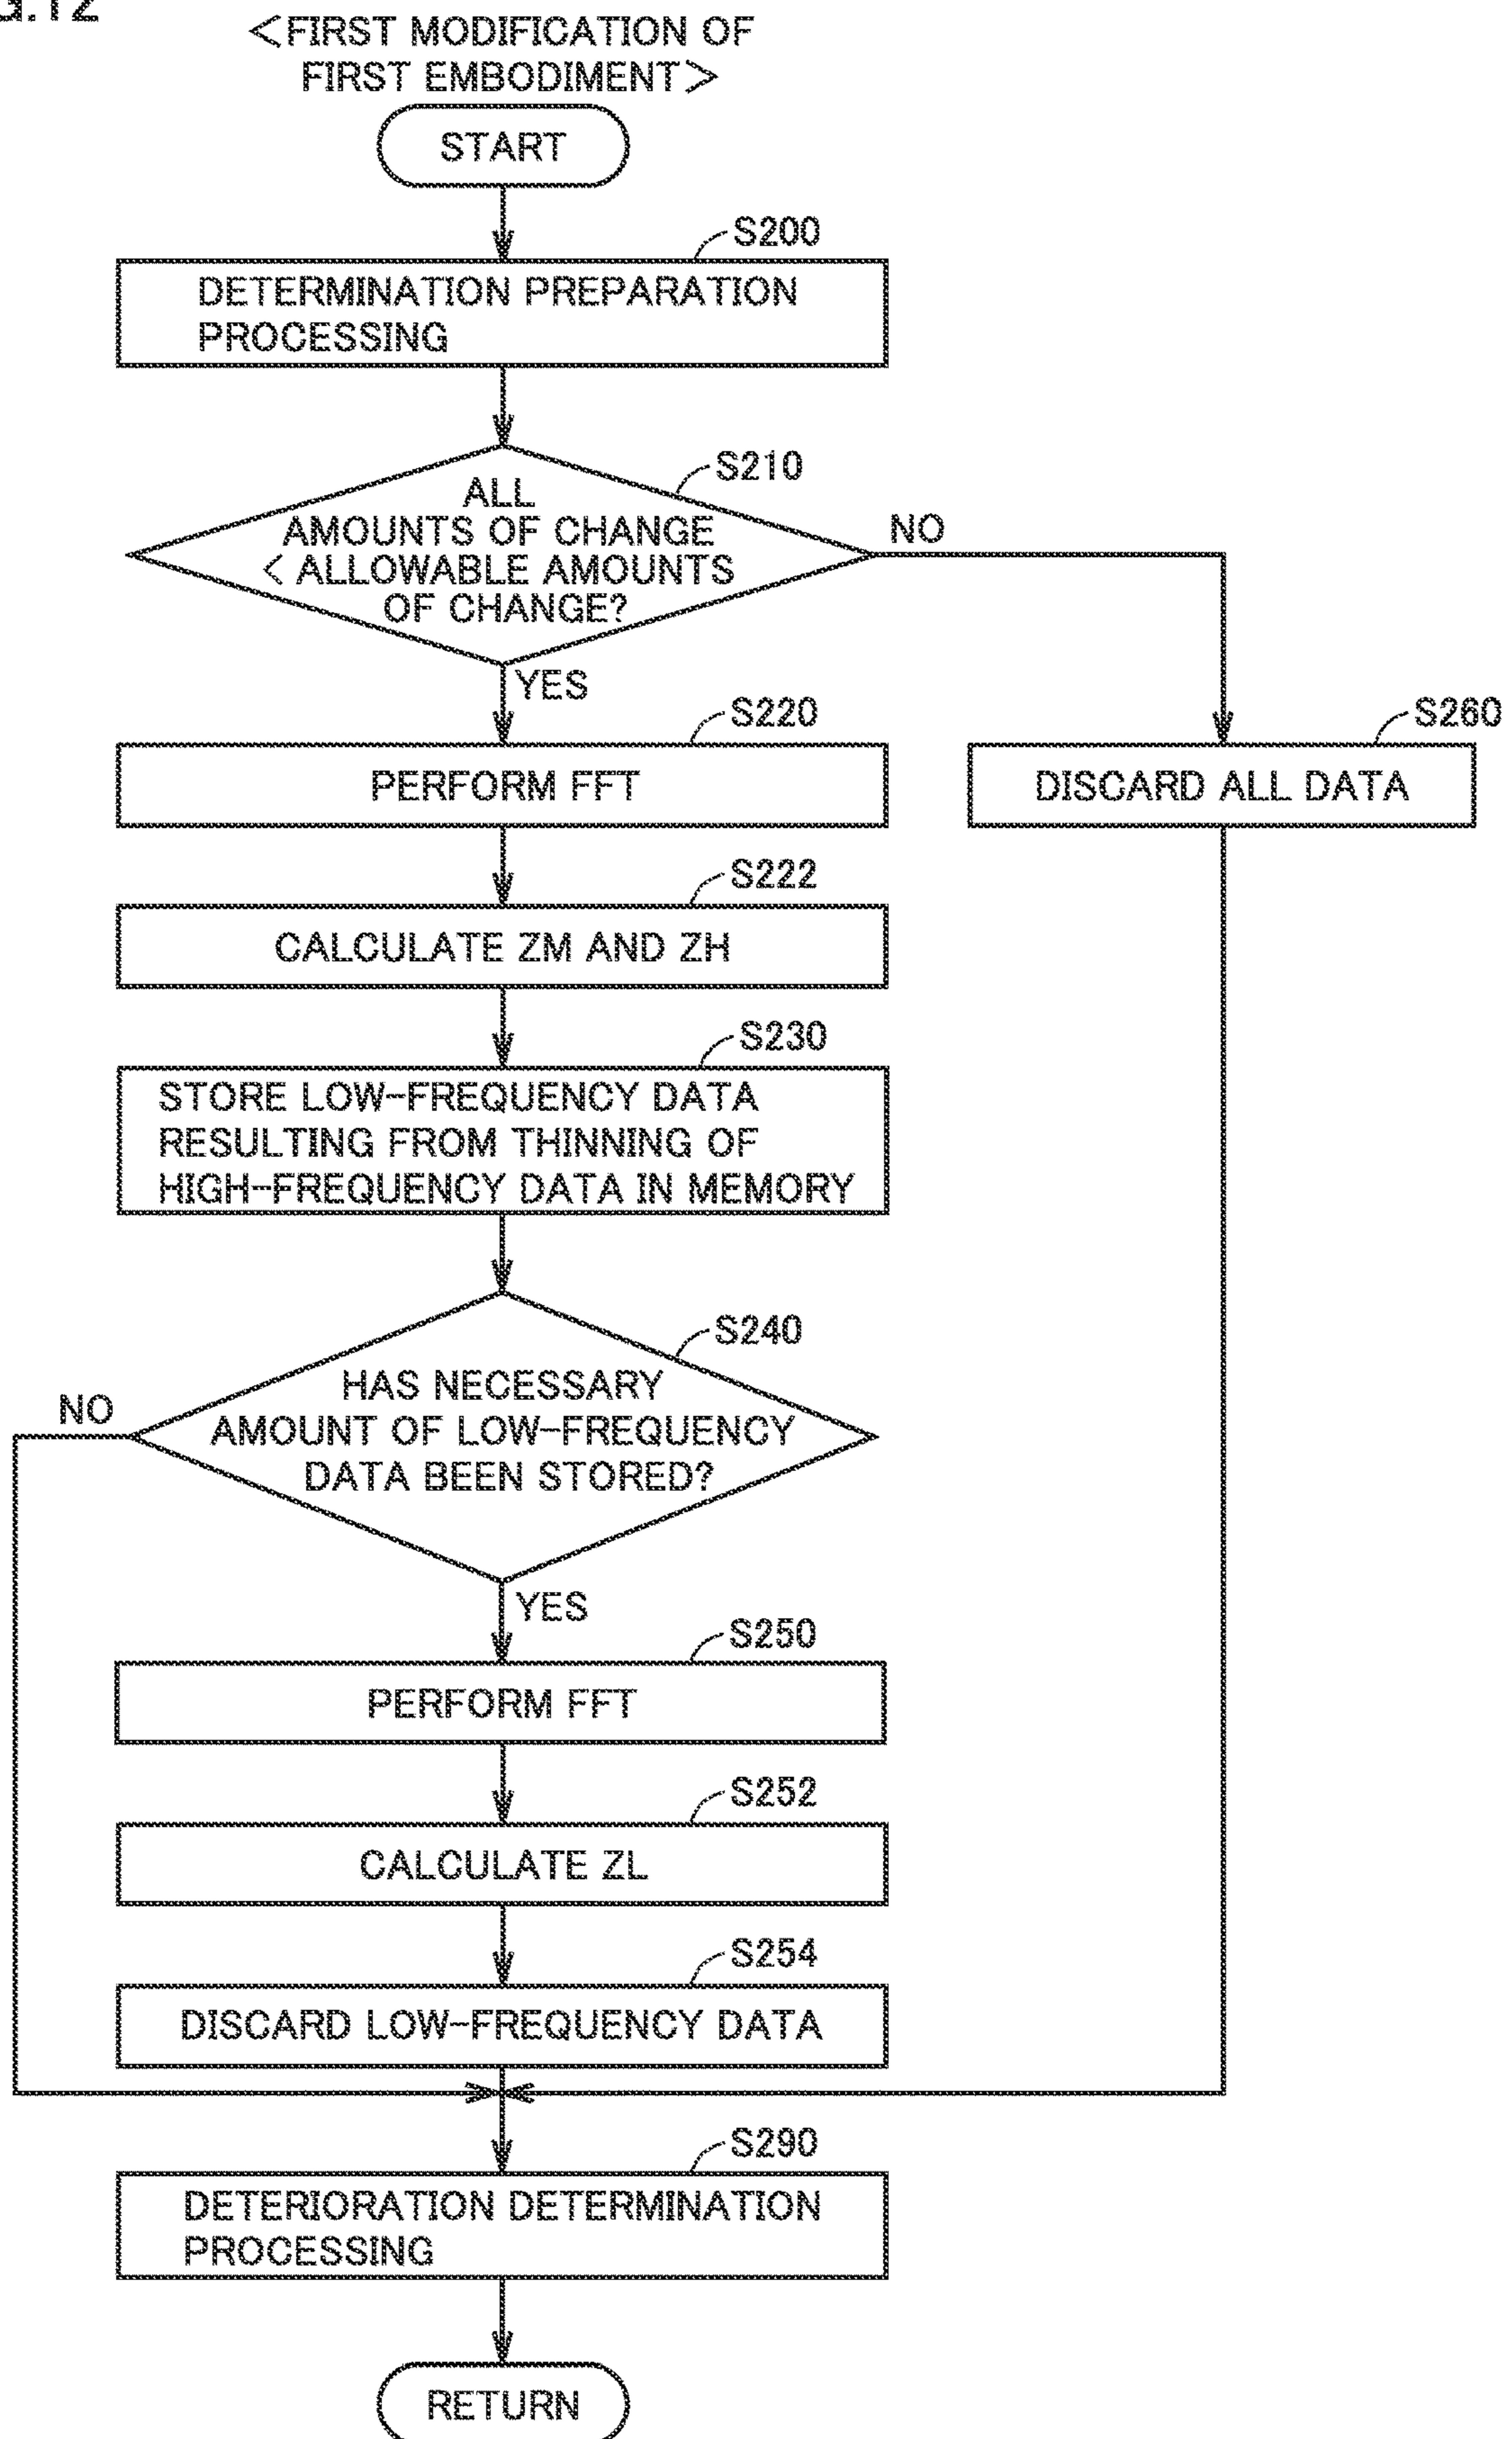 <FIRST MODIFICATION OF
FIRST EMBODIMENT>
START
S200
DETERMINATION PREPARATION
PROCESSING
S210
ALL
AMOUNTS OF CHANGE
< ALLOWABLE AMOUNTS
OF CHANGE?
NO
YES
S220
PERFORM FFT
S260
DISCARD ALL DATA
S222
CALCULATE ZM AND ZH
S230
STORE LOW-FREQUENCY DATA
RESULTING FROM THINNING OF
HIGH-FREQUENCY DATA IN MEMORY
S240
HAS NECESSARY
AMOUNT OF LOW-FREQUENCY
DATA BEEN STORED?
NO
YES
S250
PERFORM FFT
S252
CALCULATE ZL
S254
DISCARD LOW-FREQUENCY DATA
S290
DETERIORATION DETERMINATION
PROCESSING
RETURN